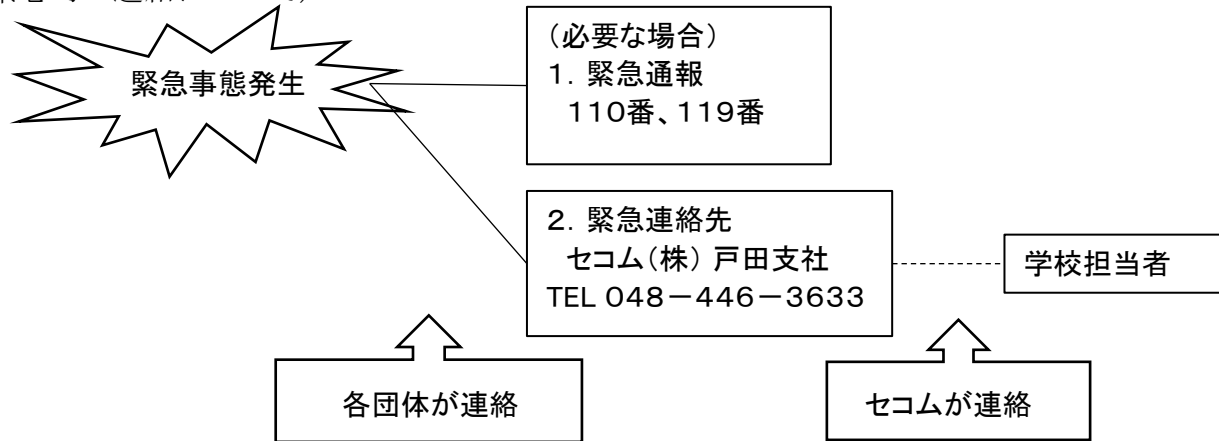 緊急事態発生
(必要な場合)
1．緊急通報
110番、119番
2．緊急連絡先
セコム(株) 戸田支社
TEL 048－446－3633
学校担当者
各団体が連絡
セコムが連絡